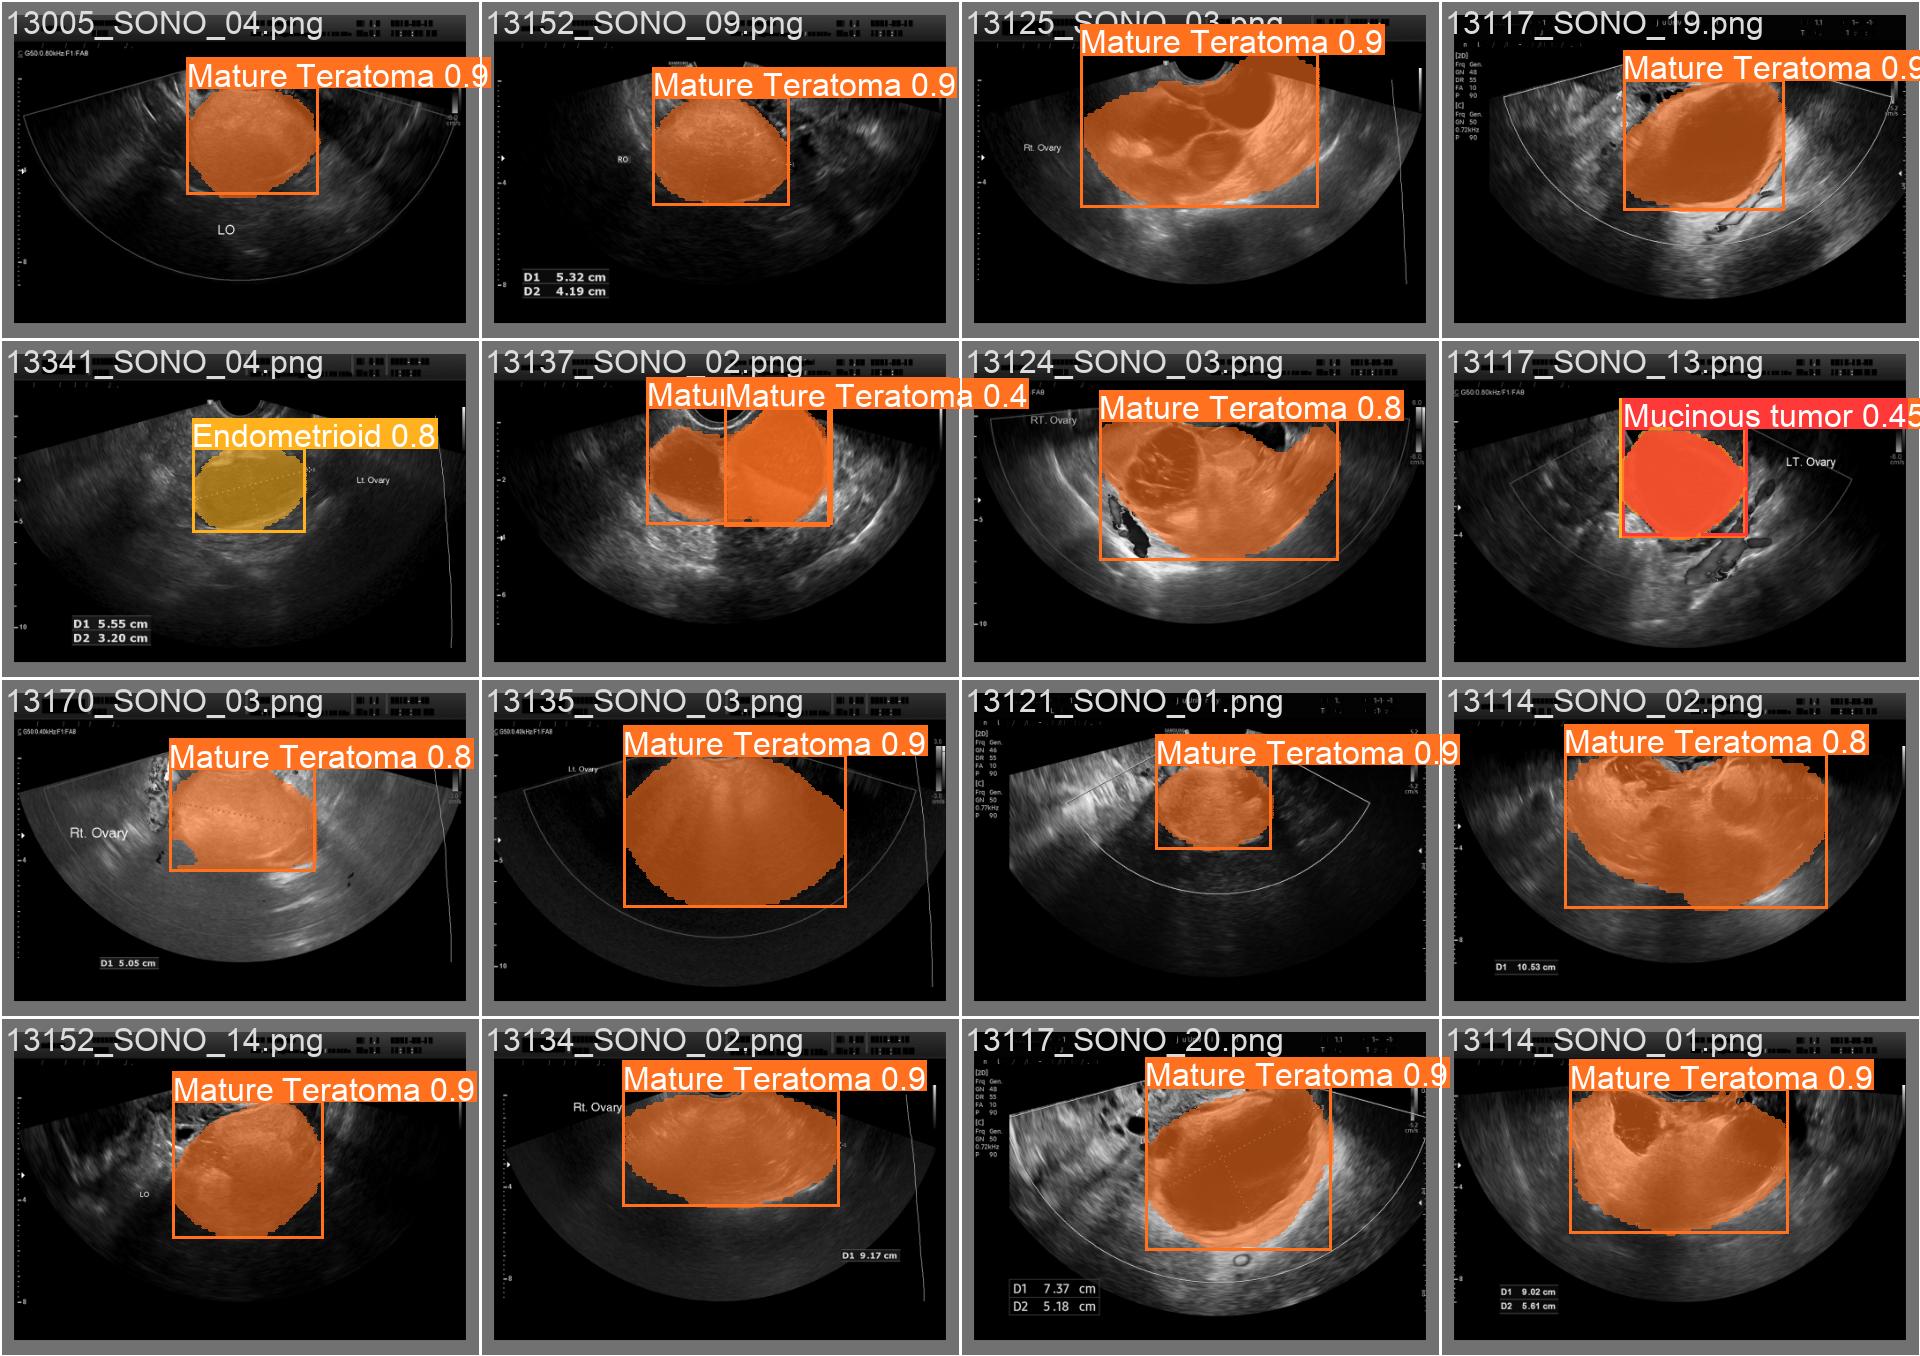 13005_SONO_04.png
Mature Teratoma 0.9
LO
13152_SONO_09.png
Mature Teratoma 0.9
RO
D1 5.32 cm
D2 4.19 cm
13125_SONO_03.png
Mature Teratoma 0.9
Rt. Ovary
13117_SONO_19.png
Mature Teratoma 0.9
13341_SONO_04.png
Endometrioid 0.8
Lt. Ovary
D1 5.55 cm
D2 3.20 cm
13137_SONO_02.png
Matu
Mature Teratoma 0.4
13124_SONO_03.png
Mature Teratoma 0.8
RT. Ovary
13117_SONO_13.png
Mucinous tumor 0.45
LT. Ovary
13170_SONO_03.png
Mature Teratoma 0.8
Rt. Ovary
D1 5.05 cm
13135_SONO_03.png
Mature Teratoma 0.9
Lt. Ovary
13121_SONO_01.png
Mature Teratoma 0.9
13114_SONO_02.png
Mature Teratoma 0.8
D1 10.53 cm
13152_SONO_14.png
Mature Teratoma 0.9
LO
13134_SONO_02.png
Mature Teratoma 0.9
Rt. Ovary
D1 9.17 cm
13117_SONO_20.png
Mature Teratoma 0.9
D1 7.37 cm
D2 5.18 cm
13114_SONO_01.png
Mature Teratoma 0.9
D1 9.02 cm
D2 5.61 cm